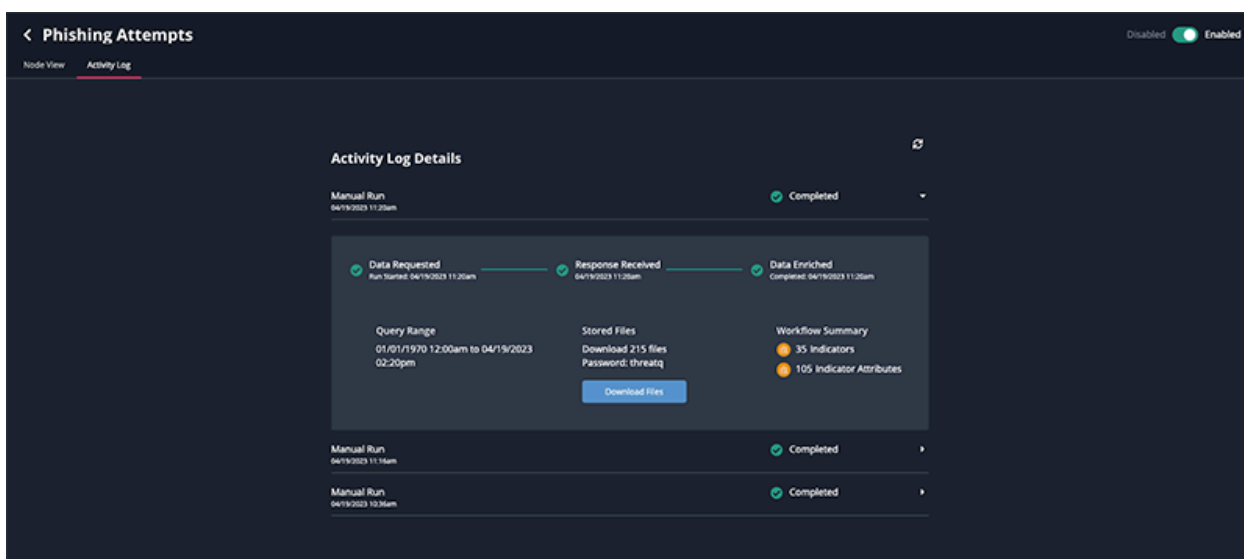 Phishing Attempts
Disabled Enabled
Node View Activity Log
Activity Log Details
Manual Run
04/19/2023 11:20am
Completed
Data Requested
Run Started: 04/19/2023 11:20am
Response Received
04/19/2023 11:20am
Data Enriched
Completed: 04/19/2023 11:20am
Query Range
01/01/1970 12:00am to 04/19/2023
02:20pm
Stored Files
Download 215 files
Password: threatq
Download Files
Workflow Summary
35 Indicators
105 Indicator Attributes
Manual Run
04/19/2023 11:16am
Completed
Manual Run
04/19/2023 10:36am
Completed